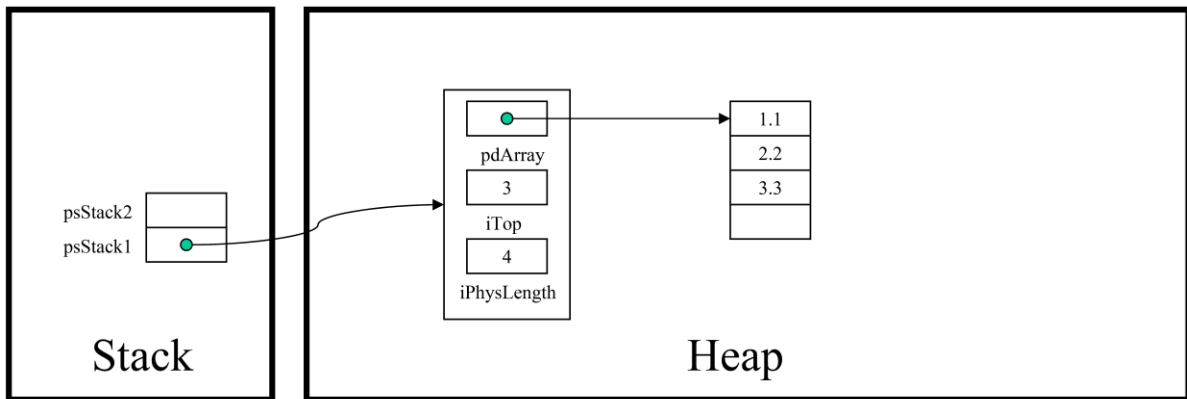 psStack2
psStack1
Stack
pdArray
3
iTop
4
iPhysLength
1.1
2.2
3.3
Heap